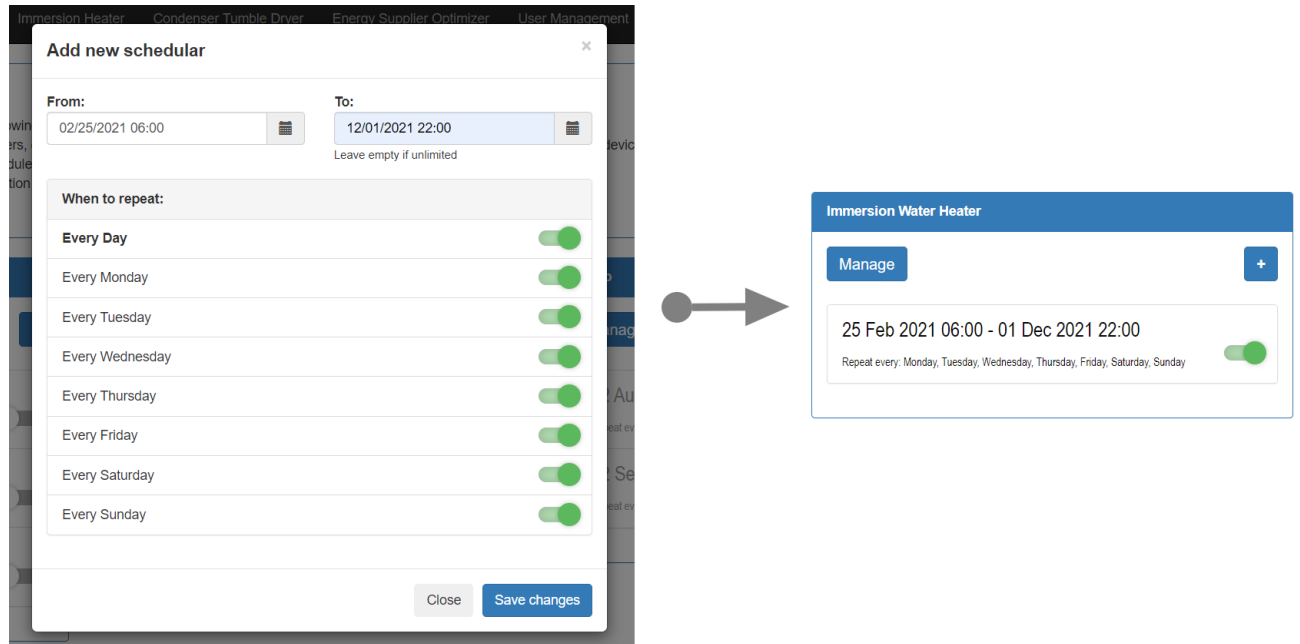 Immersion Heater Condenser Tumble Dryer Energy Supplier Optimizer User Management
Add new schedular
×
From:
To:
02/25/2021 06:00
12/01/2021 22:00
Leave empty if unlimited
When to repeat:
Every Day
Every Monday
Every Tuesday
Every Wednesday
Every Thursday
Every Friday
Every Saturday
Every Sunday
Close
Save changes
Immersion Water Heater
Manage
+
25 Feb 2021 06:00 - 01 Dec 2021 22:00
Repeat every: Monday, Tuesday, Wednesday, Thursday, Friday, Saturday, Sunday